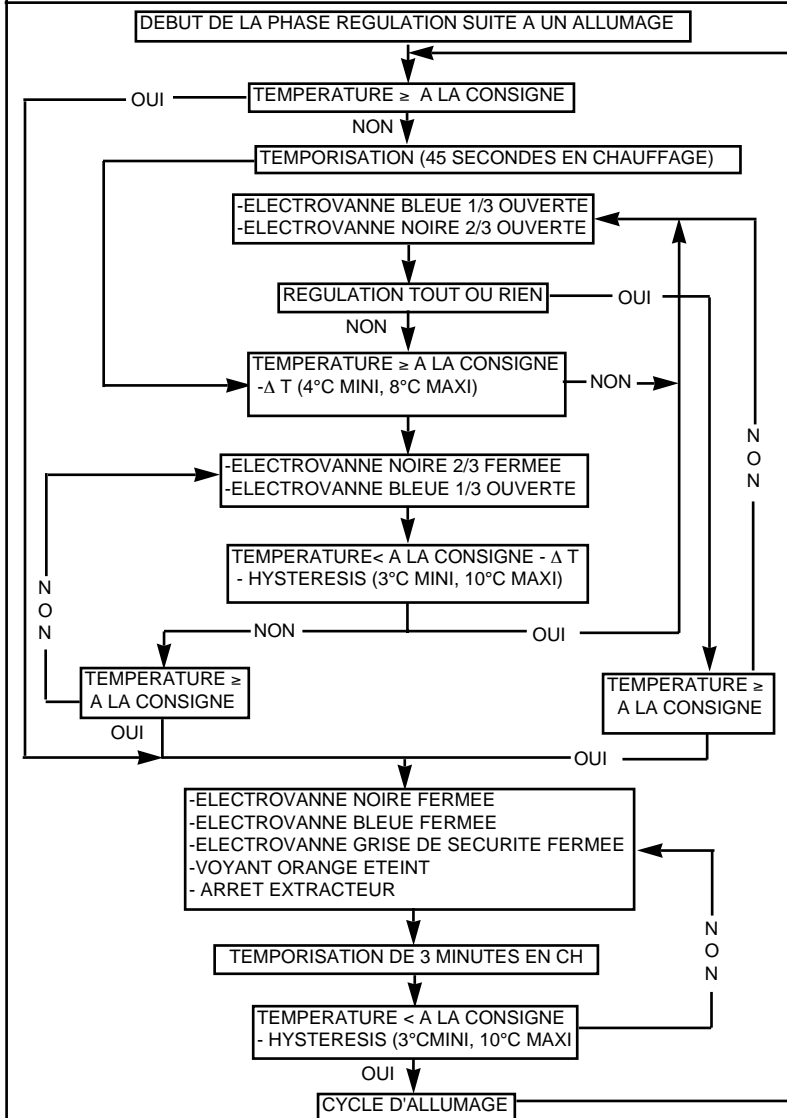 DEBUT DE LA PHASE REGULATION SUITE A UN ALLUMAGE
OUI
TEMPERATURE ≥ A LA CONSIGNE
NON
TEMPORISATION (45 SECONDES EN CHAUFFAGE)
-ELECTROVANNE BLEUE 1/3 OUVERTE
-ELECTROVANNE NOIRE 2/3 OUVERTE
REGULATION TOUT OU RIEN
OUI
NON
TEMPERATURE ≥ A LA CONSIGNE
-Δ T (4°C MINI, 8°C MAXI)
NON
NON
-ELECTROVANNE NOIRE 2/3 FERMEE
-ELECTROVANNE BLEUE 1/3 OUVERTE
TEMPERATURE< A LA CONSIGNE - Δ T
- HYSTERESIS (3°C MINI, 10°C MAXI)
NON
NON
OUI
TEMPERATURE ≥
A LA CONSIGNE
TEMPERATURE ≥
A LA CONSIGNE
OUI
OUI
-ELECTROVANNE NOIRE FERMEE
-ELECTROVANNE BLEUE FERMEE
-ELECTROVANNE GRISE DE SECURITE FERMEE
-VOYANT ORANGE ETEINT
- ARRET EXTRACTEUR
NON
TEMPORISATION DE 3 MINUTES EN CH
TEMPERATURE < A LA CONSIGNE
- HYSTERESIS (3°CMINI, 10°C MAXI
OUI
CYCLE D'ALLUMAGE